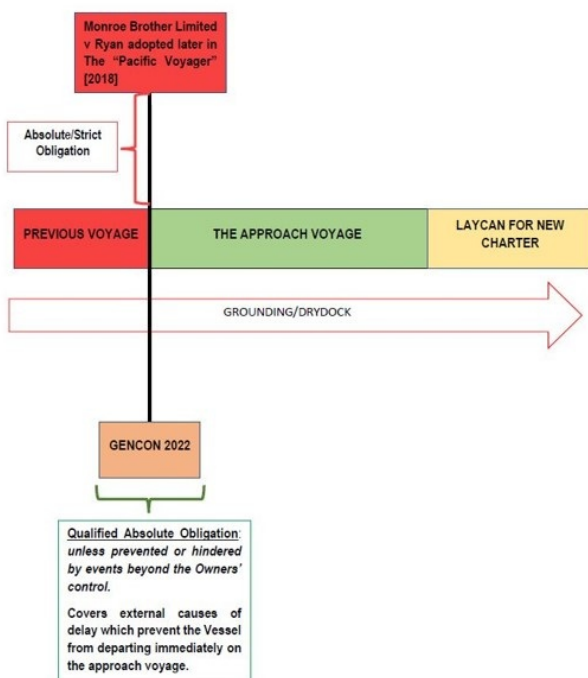 Monroe Brother Limited
v Ryan adopted later in
The “Pacific Voyager”
[2018]
Absolute/Strict
Obligation
PREVIOUS VOYAGE
THE APPROACH VOYAGE
LAYCAN FOR NEW
CHARTER
GROUNDING/DRYDOCK
GENCON 2022
Qualified Absolute Obligation:
unless prevented or hindered
by events beyond the Owners’
control.
Covers external causes of
delay which prevent the Vessel
from departing immediately on
the approach voyage.